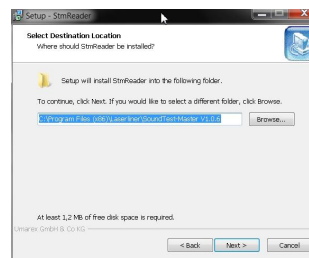 Setup - StmReader
Select Destination Location
Where should StmReader be installed?
Setup will install StmReader into the following folder.
To continue, click Next. If you would like to select a different folder, click Browse.
C:\Program Files (x86)\Laserliner\SoundTest-Master V1.0.6
Browse...
At least 1,2 MB of free disk space is required.
Umarex GmbH & Co KG
< Back
Next >
Cancel